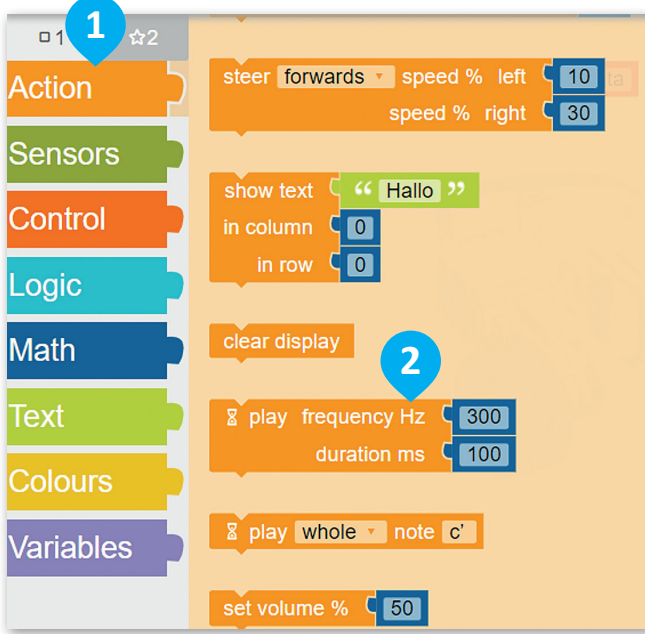 1
1 ☆2
Action
Sensors
Control
Logic
Math
Text
Colours
Variables
steer forwards speed % left 10
speed % right 30
ta
show text “ Hallo ”
in column 0
in row 0
clear display
2
play frequency Hz 300
duration ms 100
play whole note c'
set volume % 50